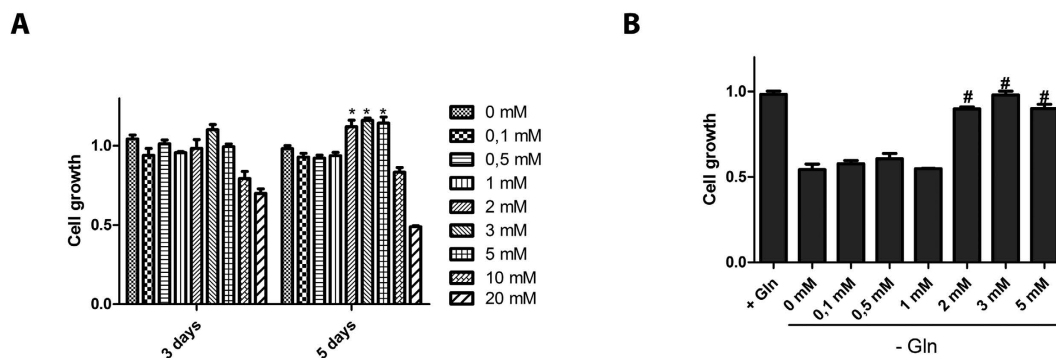 A
Cell growth
1.0
0.5
0.0
* * *
3 days
5 days
0 mM
0,1 mM
0,5 mM
1 mM
2 mM
3 mM
5 mM
10 mM
20 mM
B
Cell growth
1.0
0.5
0.0
# # #
+ Gln
0 mM
0,1 mM
0,5 mM
1 mM
2 mM
3 mM
5 mM
- Gln